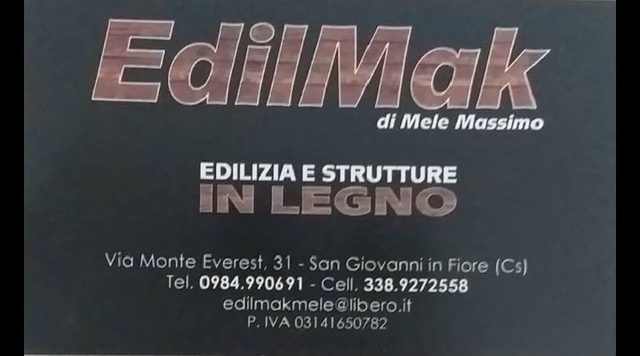 EdilMak
di Mele Massimo
EDILIZIA E STRUTTURE
IN LEGNO
Via Monte Everest, 31 - San Giovanni in Fiore (Cs)
Tel. 0984.990691 - Cell. 338.9272558
edilmakmele@libero.it
P. IVA 03141650782